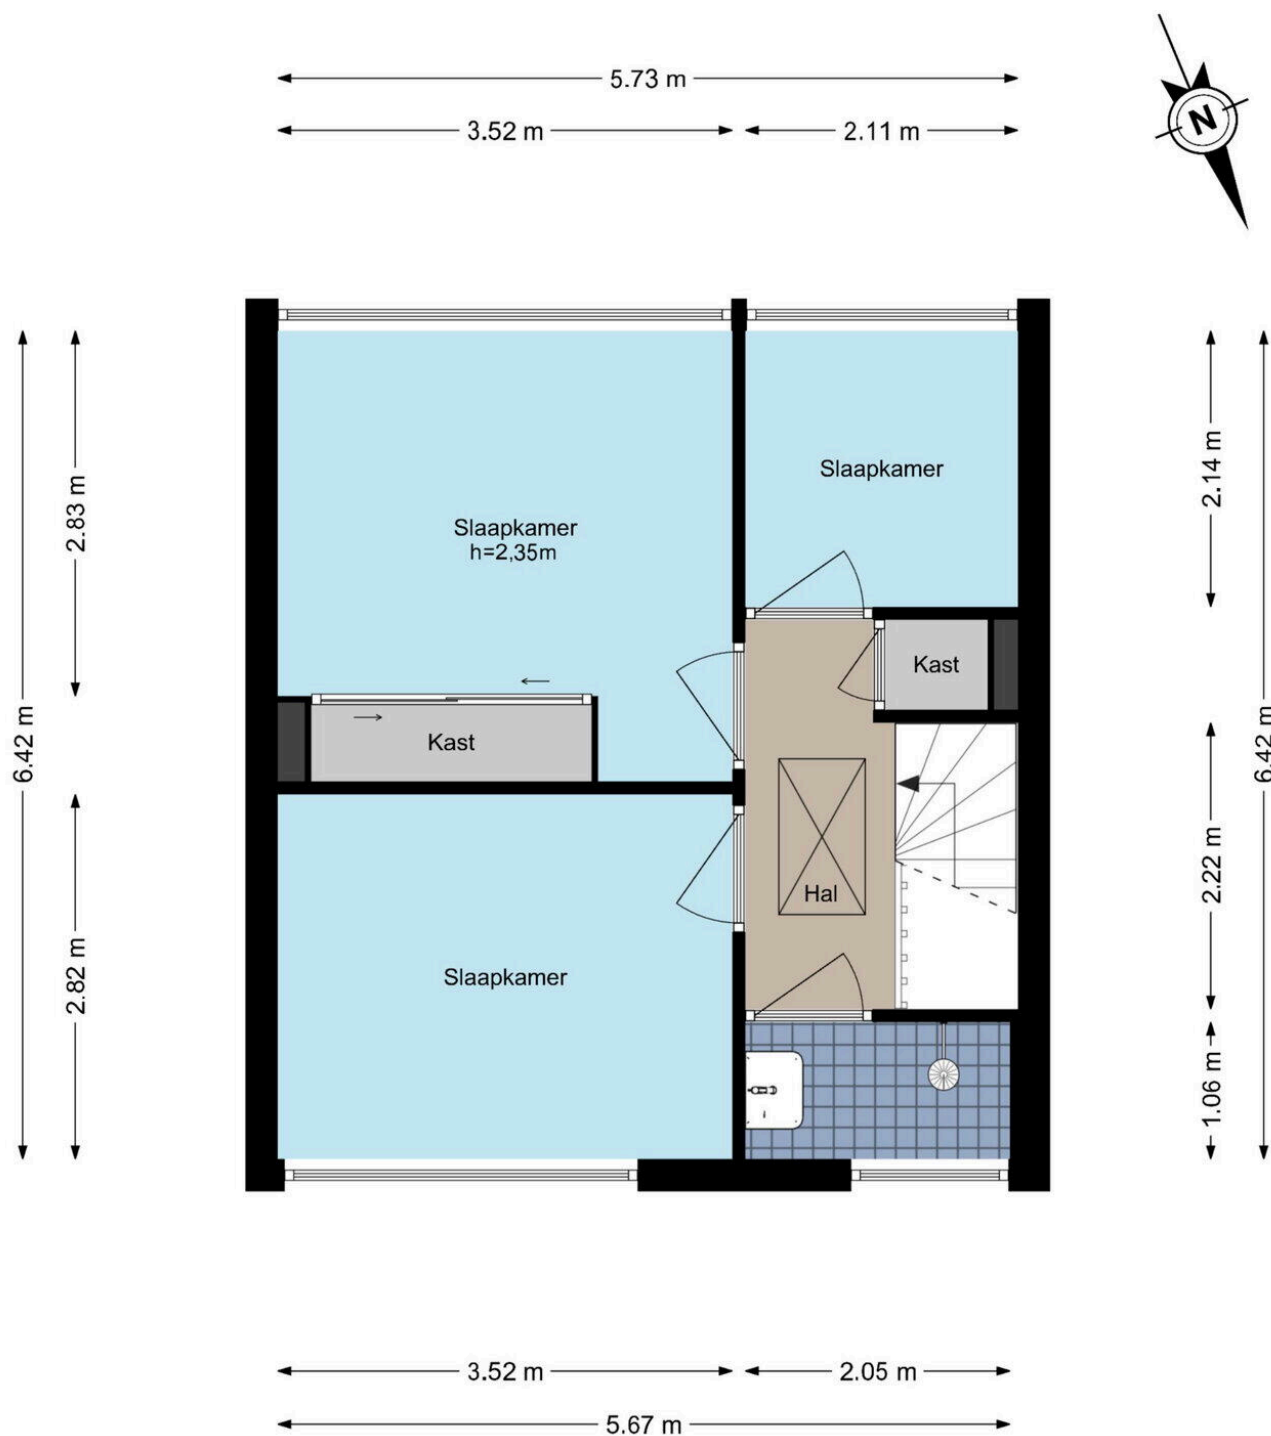 5.73 m
3.52 m
2.11 m
N
Slaapkamer
2.14 m
2.83 m
Slaapkamer
h=2,35m
Kast
Kast
6.42 m
6.42 m
2.22 m
Hal
2.82 m
Slaapkamer
1.06 m
3.52 m
2.05 m
5.67 m